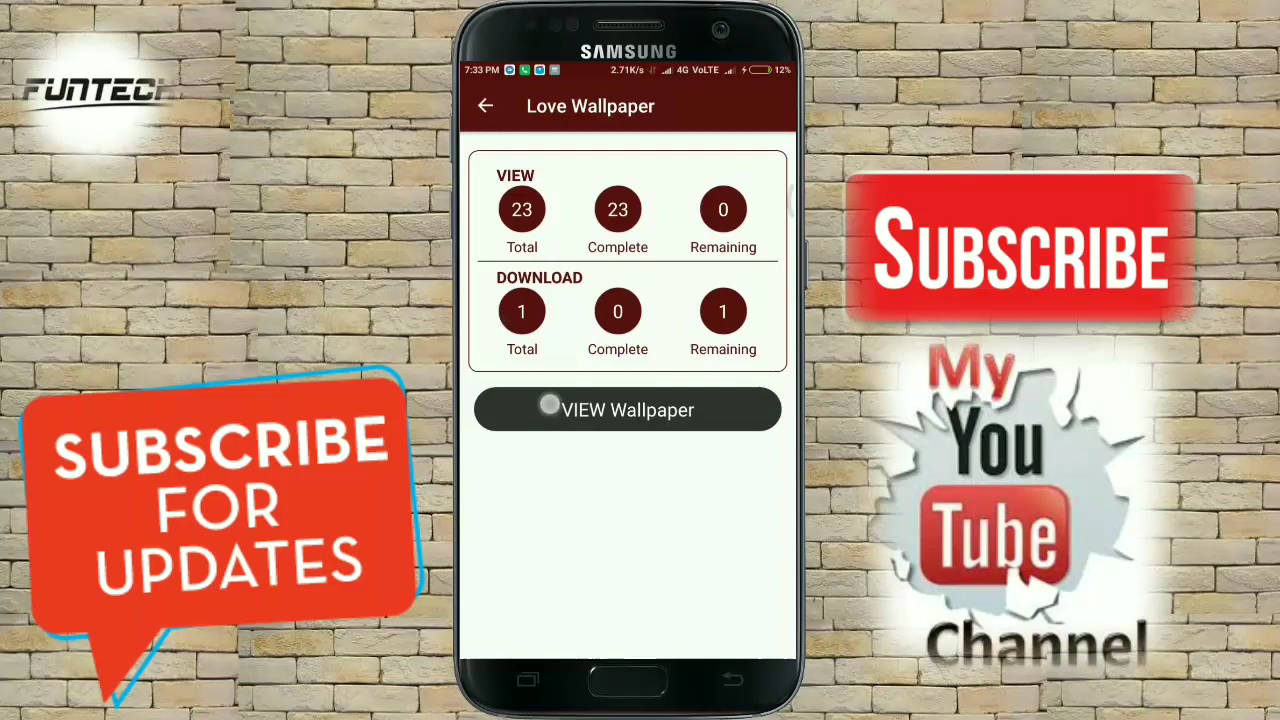 FUNTECH
SAMSUNG
7:33 PM 2.71K/s 4G VoLTE 12%
Love Wallpaper
VIEW
23 23 0
Total Complete Remaining
DOWNLOAD
1 0 1
Total Complete Remaining
VIEW Wallpaper
SUBSCRIBE
FOR
UPDATES
SUBSCRIBE
My
You
Tube
Channel